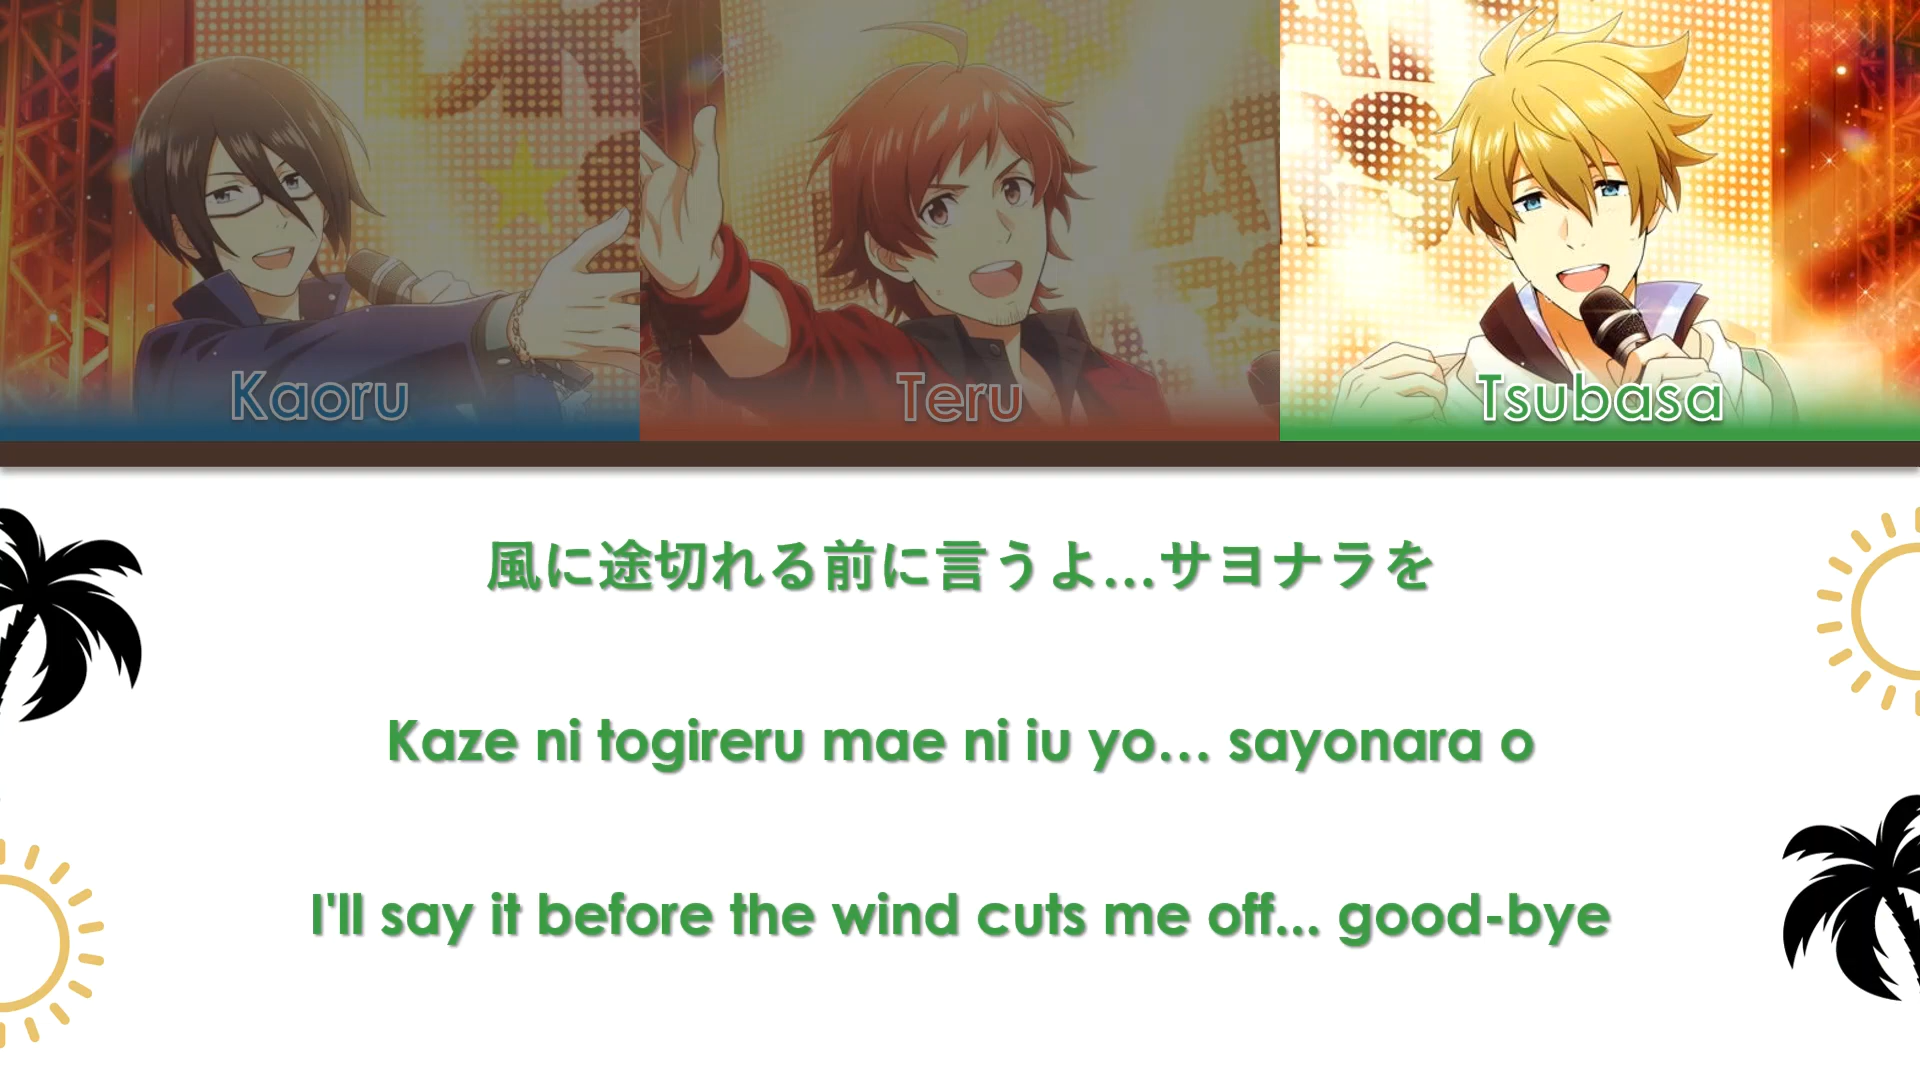 Kaoru
Teru
Tsubasa
風に途切れる前に言うよ…サヨナラを
Kaze ni togireru mae ni iu yo… sayonara o
I'll say it before the wind cuts me off... good-bye